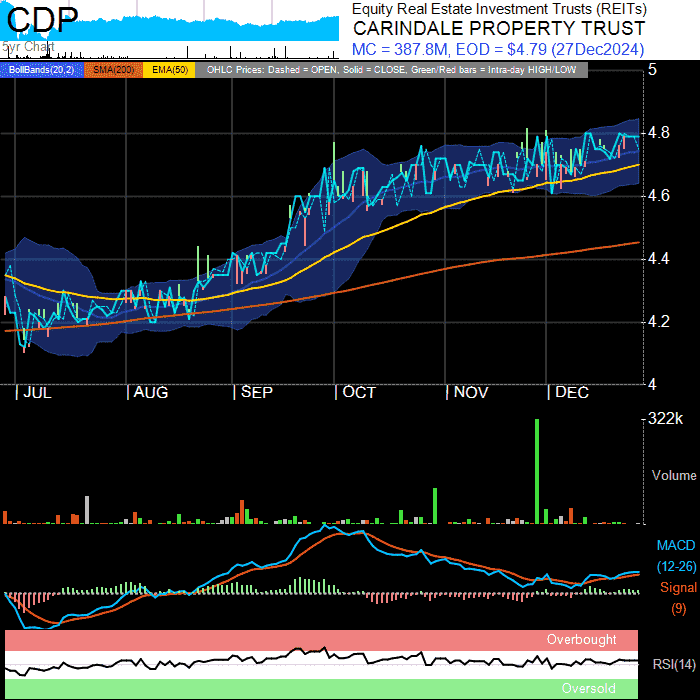 CDP
Equity Real Estate Investment Trusts (REITs)
CARINDALE PROPERTY TRUST
5yr Chart
MC = 387.8M, EOD = $4.79 (27Dec2024)
BollBands(20,2) SMA(200) EMA(50) OHLC Prices: Dashed = OPEN, Solid = CLOSE, Green/Red bars = Intra-day HIGH/LOW
5
4.8
4.6
4.4
4.2
4
JUL AUG SEP OCT NOV DEC
322k
Volume
MACD
(12-26)
Signal
(9)
Overbought
RSI(14)
Oversold